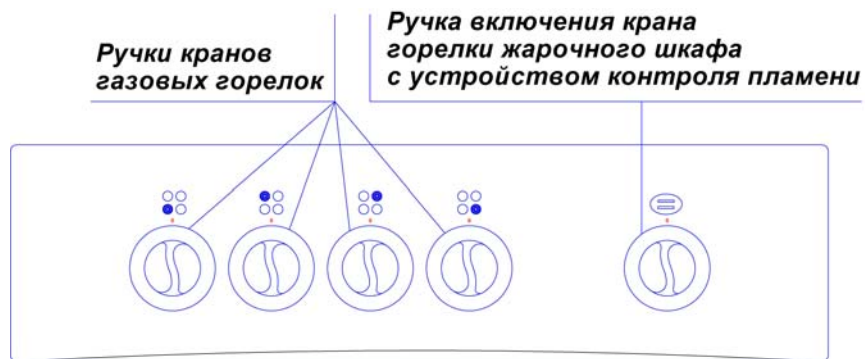 Ручки кранов
газовых горелок
Ручка включения крана
горелки жарочного шкафа
с устройством контроля пламени